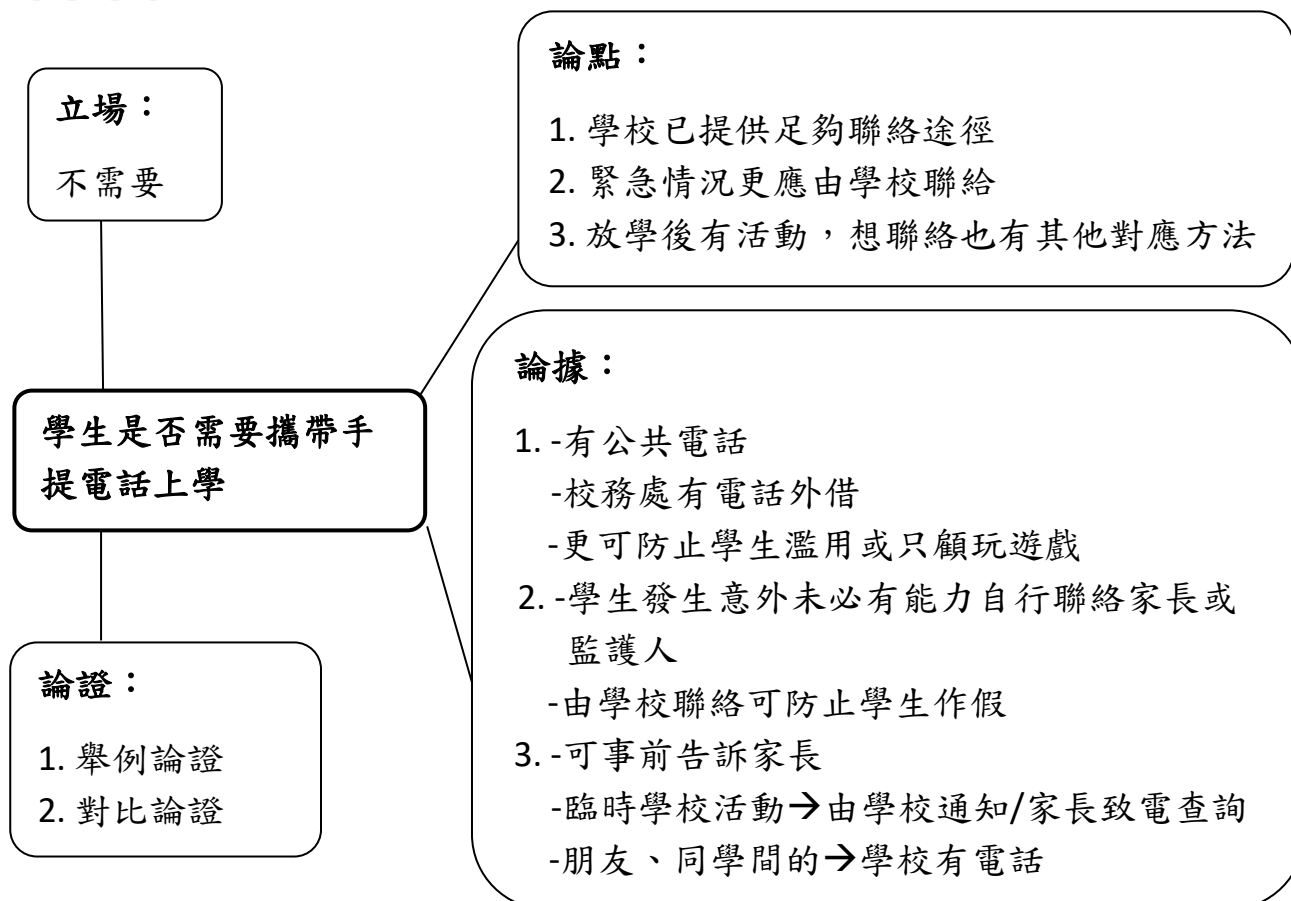 立場：
不需要
論點：
1. 學校已提供足夠聯絡途徑
2. 緊急情況更應由學校聯給
3. 放學後有活動，想聯絡也有其他對應方法
學生是否需要攜帶手
提電話上學
論據：
1. -有公共電話
-校務處有電話外借
-更可防止學生濫用或只顧玩遊戲
2. -學生發生意外未必有能力自行聯絡家長或
監護人
-由學校聯絡可防止學生作假
3. -可事前告訴家長
-臨時學校活動→由學校通知/家長致電查詢
-朋友、同學間的→學校有電話
論證：
1. 舉例論證
2. 對比論證